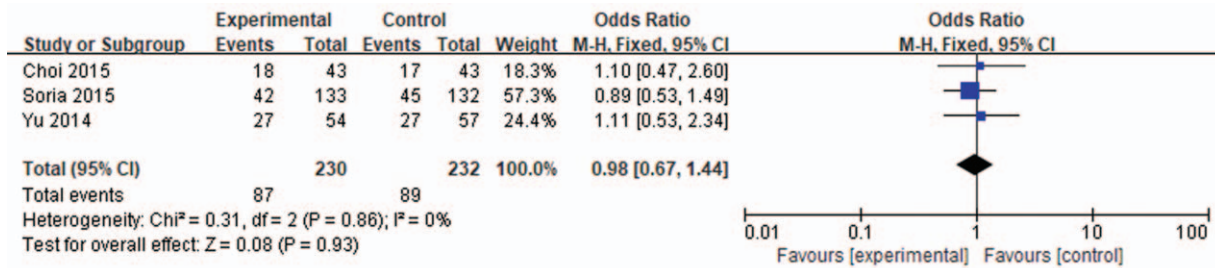 Experimental Control Odds Ratio Odds Ratio
Study or Subgroup Events Total Events Total Weight M-H, Fixed, 95% CI M-H, Fixed, 95% CI
Choi 2015 18 43 17 43 18.3% 1.10 [0.47, 2.60]
Soria 2015 42 133 45 132 57.3% 0.89 [0.53, 1.49]
Yu 2014 27 54 27 57 24.4% 1.11 [0.53, 2.34]
Total (95% CI) 230 232 100.0% 0.98 [0.67, 1.44]
Total events 87 89
Heterogeneity: Chi² = 0.31, df = 2 (P = 0.86); I² = 0%
Test for overall effect: Z = 0.08 (P = 0.93)
0.01 0.1 1 10 100
Favours [experimental] Favours [control]